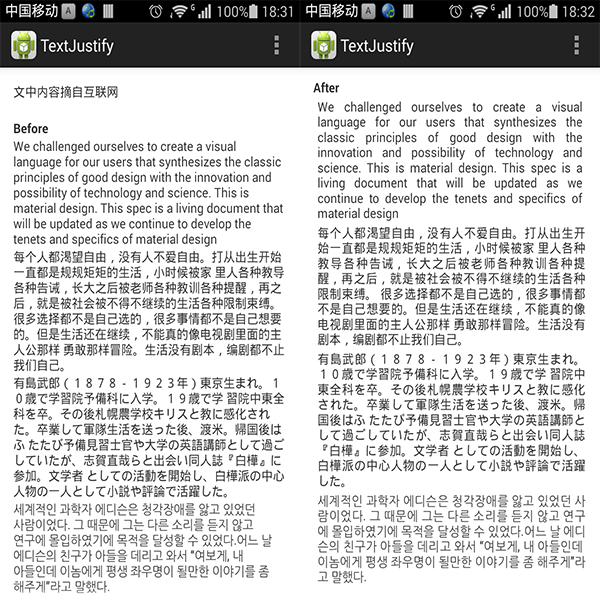 中国移动 A 100% 18:31
TextJustify
文中内容摘自互联网
Before
We challenged ourselves to create a visual
language for our users that synthesizes the classic
principles of good design with the innovation and
possibility of technology and science. This is
material design. This spec is a living document that
will be updated as we continue to develop the
tenets and specifics of material design
每个人都渴望自由，没有人不爱自由。打从出生开始
一直都是规规矩矩的生活，小时候被家 里人各种教导
各种告诫，长大之后被老师各种教训各种提醒，再之
后，就是被社会被不得不继续的生活各种限制束缚。
很多选择都不是自己选的，很多事情都不是自己想要
的。但是生活还在继续，不能真的像电视剧里面的主
人公那样 勇敢那样冒险。生活没有剧本，编剧都不止
我们自己。
有島武郎（１８７８－１９２３年）東京生まれ。１
０歳で学習院予備科に入学。１９歳で学 習院中東全
科を卒。その後札幌農学校キリスと教に感化され
た。卒業して軍隊生活を送った後、渡米。帰国後は
ふ たたび予備見習士官や大学の英語講師として過ご
していたが、志賀直哉らと出会い同人誌『白樺』に
参加。文学者 としての活動を開始し、白樺派の中心
人物の一人として小説や評論で活躍した。
세계적인 과학자 에디슨은 청각장애를 앓고 있었던
사람이었다. 그 때문에 그는 다른 소리를 듣지 않고
연구에 몰입하였기에 목적을 달성할 수 있었다.어느 날
에디슨의 친구가 아들을 데리고 와서 “여보게, 내
아들인데 이놈에게 평생 좌우명이 될만한 이야기를 좀
해주게”라고 말했다.
中国移动 A G 100% 18:32
TextJustify
After
We challenged ourselves to create a visual
language for our users that synthesizes the
classic principles of good design with the
innovation and possibility of technology and
science. This is material design. This spec is a
living document that will be updated as we
continue to develop the tenets and specifics of
material design
每个人都渴望自由，没有人不爱自由。打从出生开
始一直都是规规矩矩的生活，小时候被家 里人各种
教导各种告诫，长大之后被老师各种教训各种提
醒，再之后，就是被社会被不得不继续的生活各种
限制束缚。 很多选择都不是自己选的，很多事情都
不是自己想要的。但是生活还在继续，不能真的像
电视剧里面的主人公那样 勇敢那样冒险。生活没有
剧本，编剧都不止我们自己。
有島武郎（１８７８－１９２３年）東京生まれ。
１０歳で学習院予備科に入学。１９歳で学 習院中
東全科を卒。その後札幌農学校キリスと教に感化
された。卒業して軍隊生活を送った後、渡米。帰
国後はふ たたび予備見習士官や大学の英語講師と
して過ごしていたが、志賀直哉らと出会い同人誌
『白樺』に参加。文学者 としての活動を開始し、
白樺派の中心人物の一人として小説や評論で活躍
した。
세계적인 과학자 에디슨은 청각장애를 앓고 있었던 사
람이었다. 그 때문에 그는 다른 소리를 듣지 않고 연구
에 몰입하였기에 목적을 달성할 수 있었다.어느 날 에디
슨의 친구가 아들을 데리고 와서 “여보게, 내 아들인데
이놈에게 평생 좌우명이 될만한 이야기를 좀 해주게”라
고 말했다.